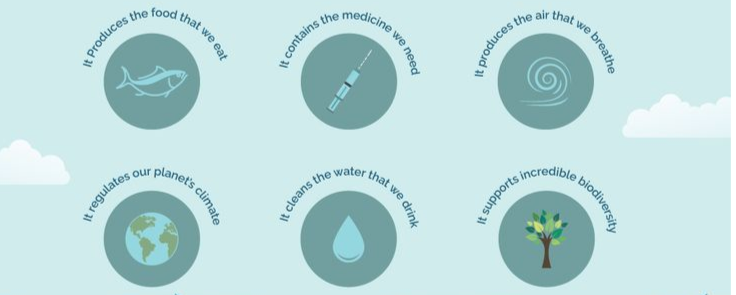 It Produces the food that we eat
It contains the medicine we need
It produces the air that we breathe
It regulates our planet's climate
It cleans the water that we drink
It supports incredible biodiversity